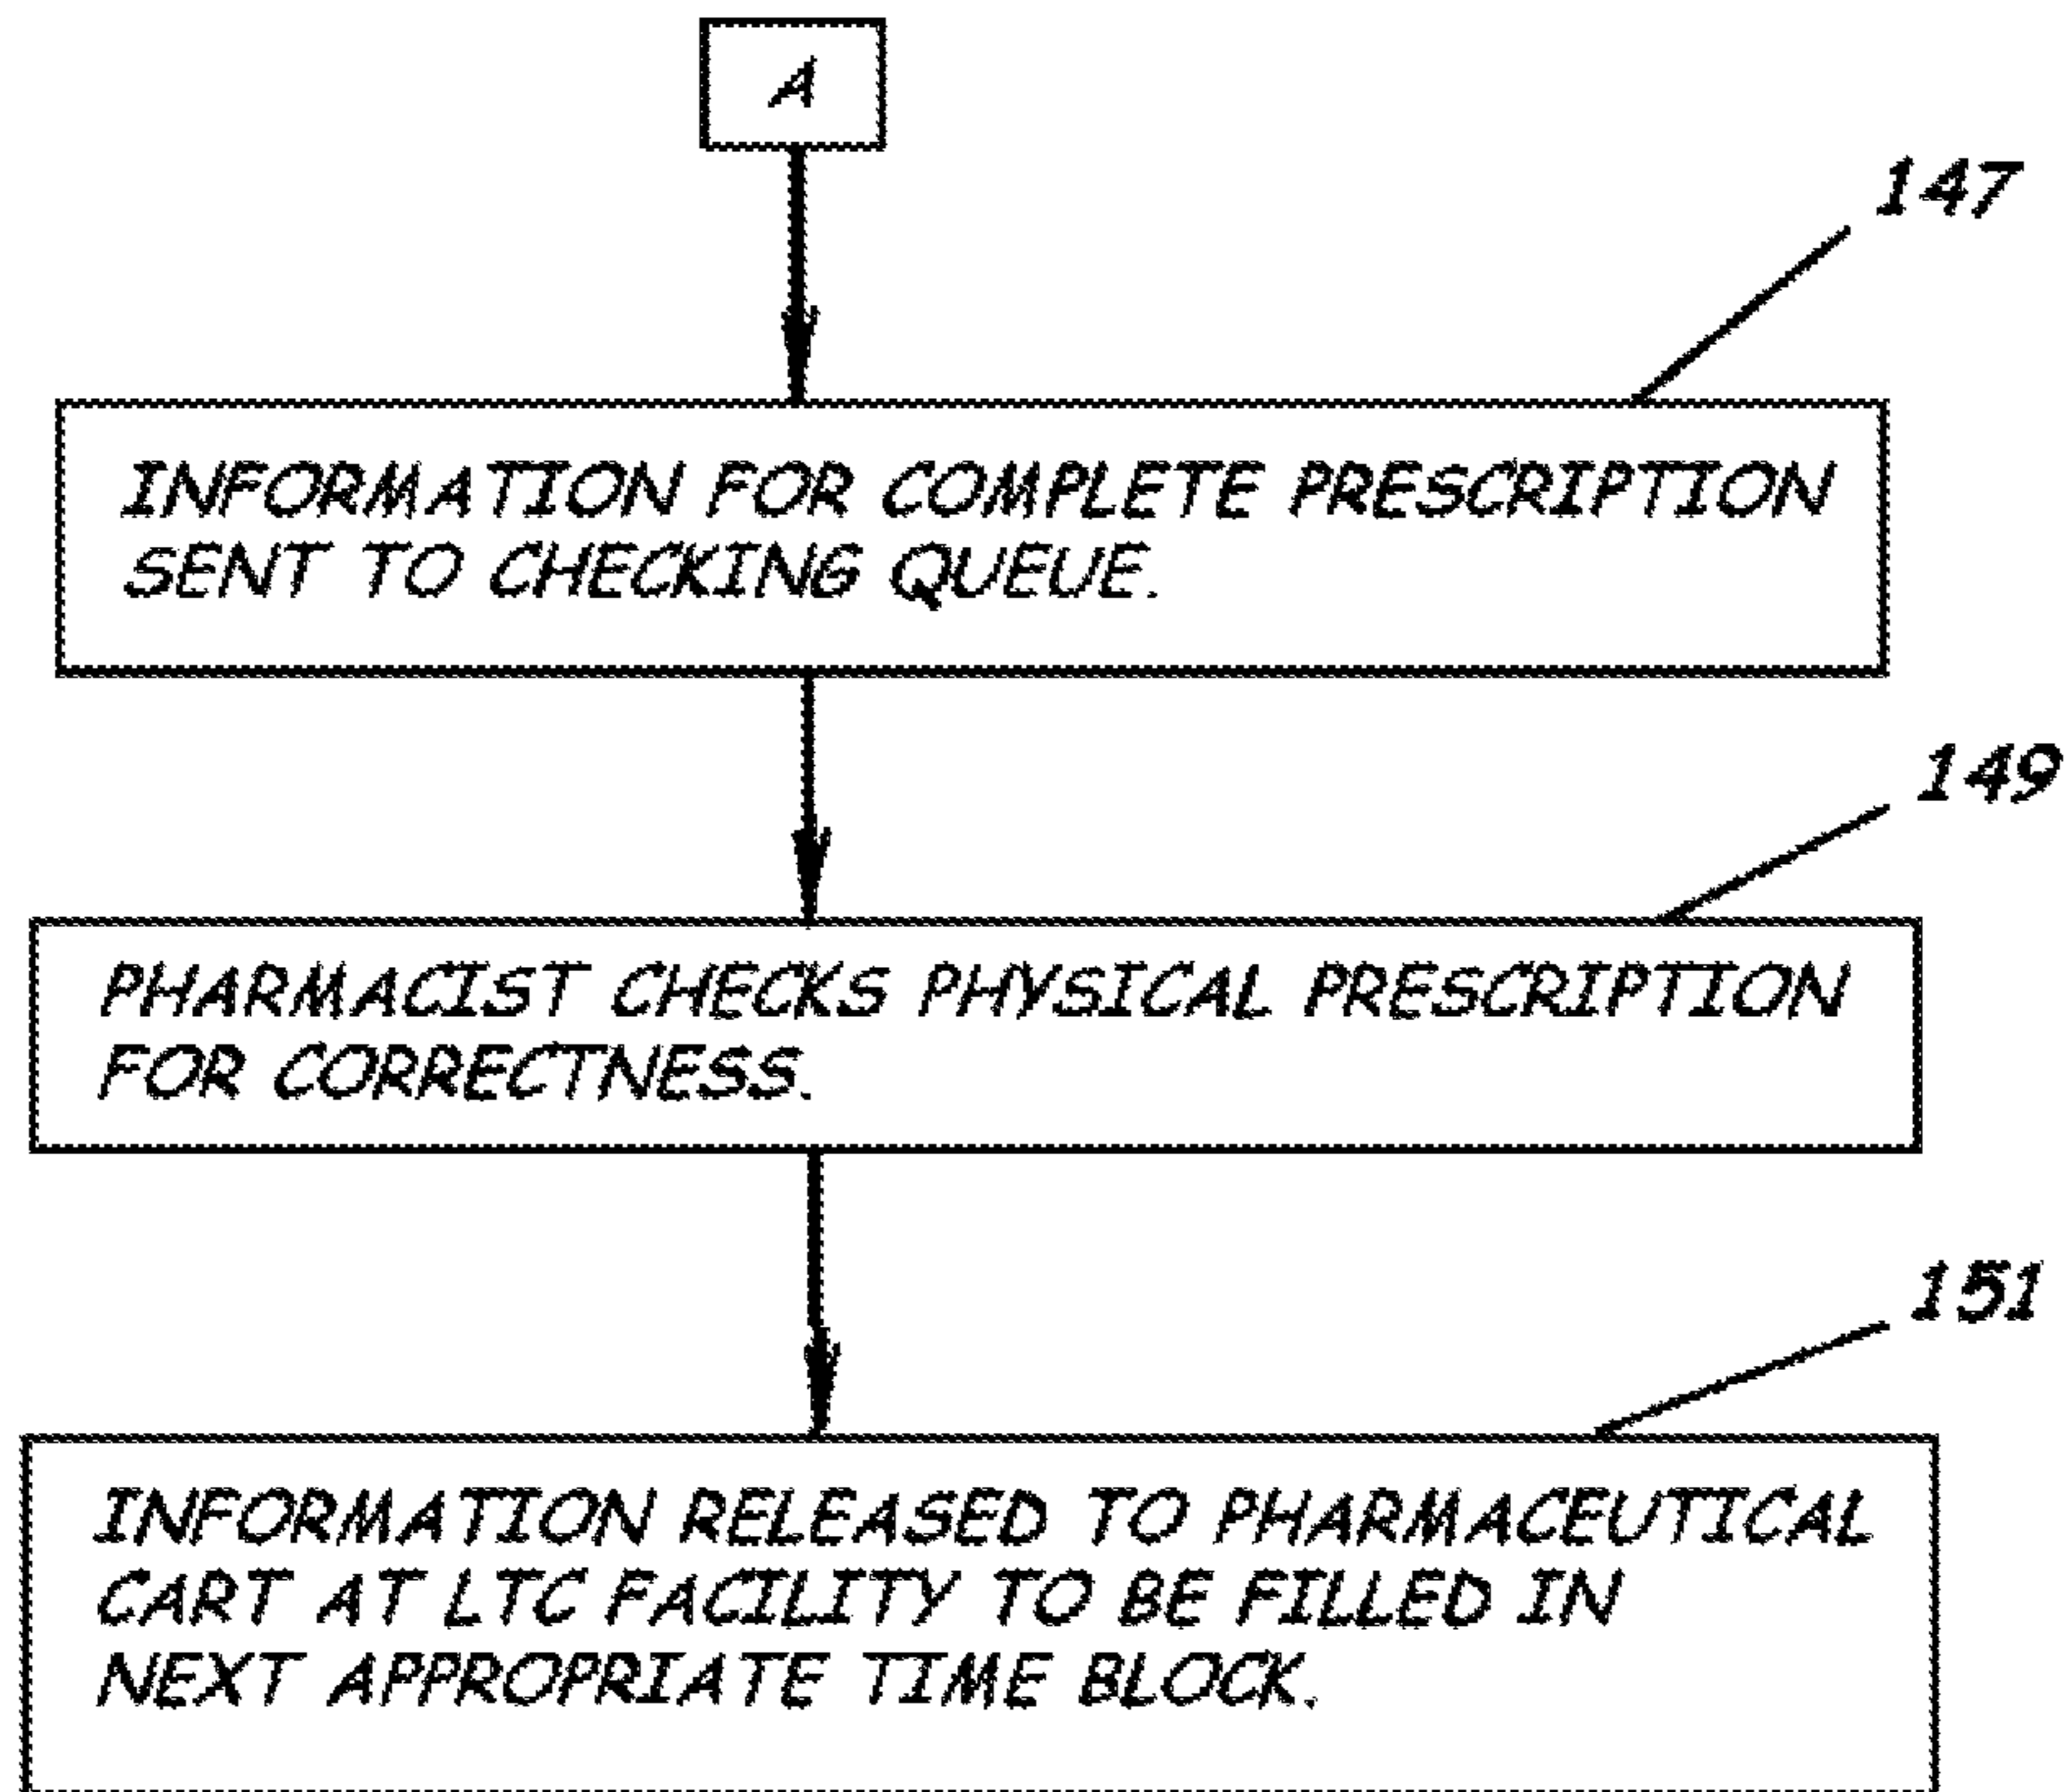 A
147
INFORMATION FOR COMPLETE PRESCRIPTION
SENT TO CHECKING QUEUE.
149
PHARMACIST CHECKS PHYSICAL PRESCRIPTION
FOR CORRECTNESS.
151
INFORMATION RELEASED TO PHARMACEUTICAL
CART AT LTC FACILITY TO BE FILLED IN
NEXT APPROPRIATE TIME BLOCK.